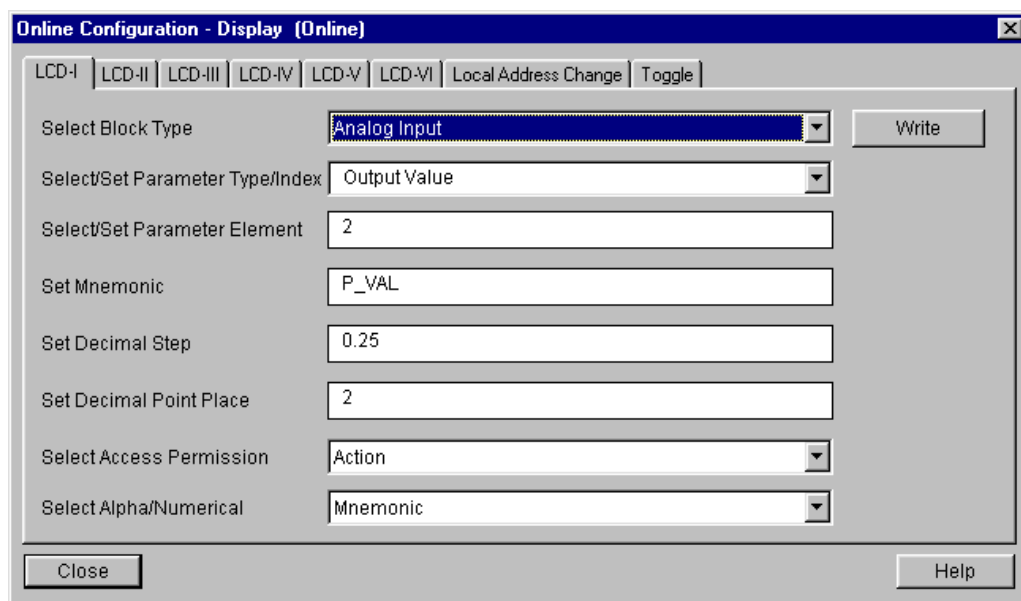 Online Configuration - Display (Online)
LCD-I LCD-II LCD-III LCD-IV LCD-V LCD-VI Local Address Change Toggle
Select Block Type Analog Input Write
Select/Set Parameter Type/Index Output Value
Select/Set Parameter Element 2
Set Mnemonic P_VAL
Set Decimal Step 0.25
Set Decimal Point Place 2
Select Access Permission Action
Select Alpha/Numerical Mnemonic
Close Help